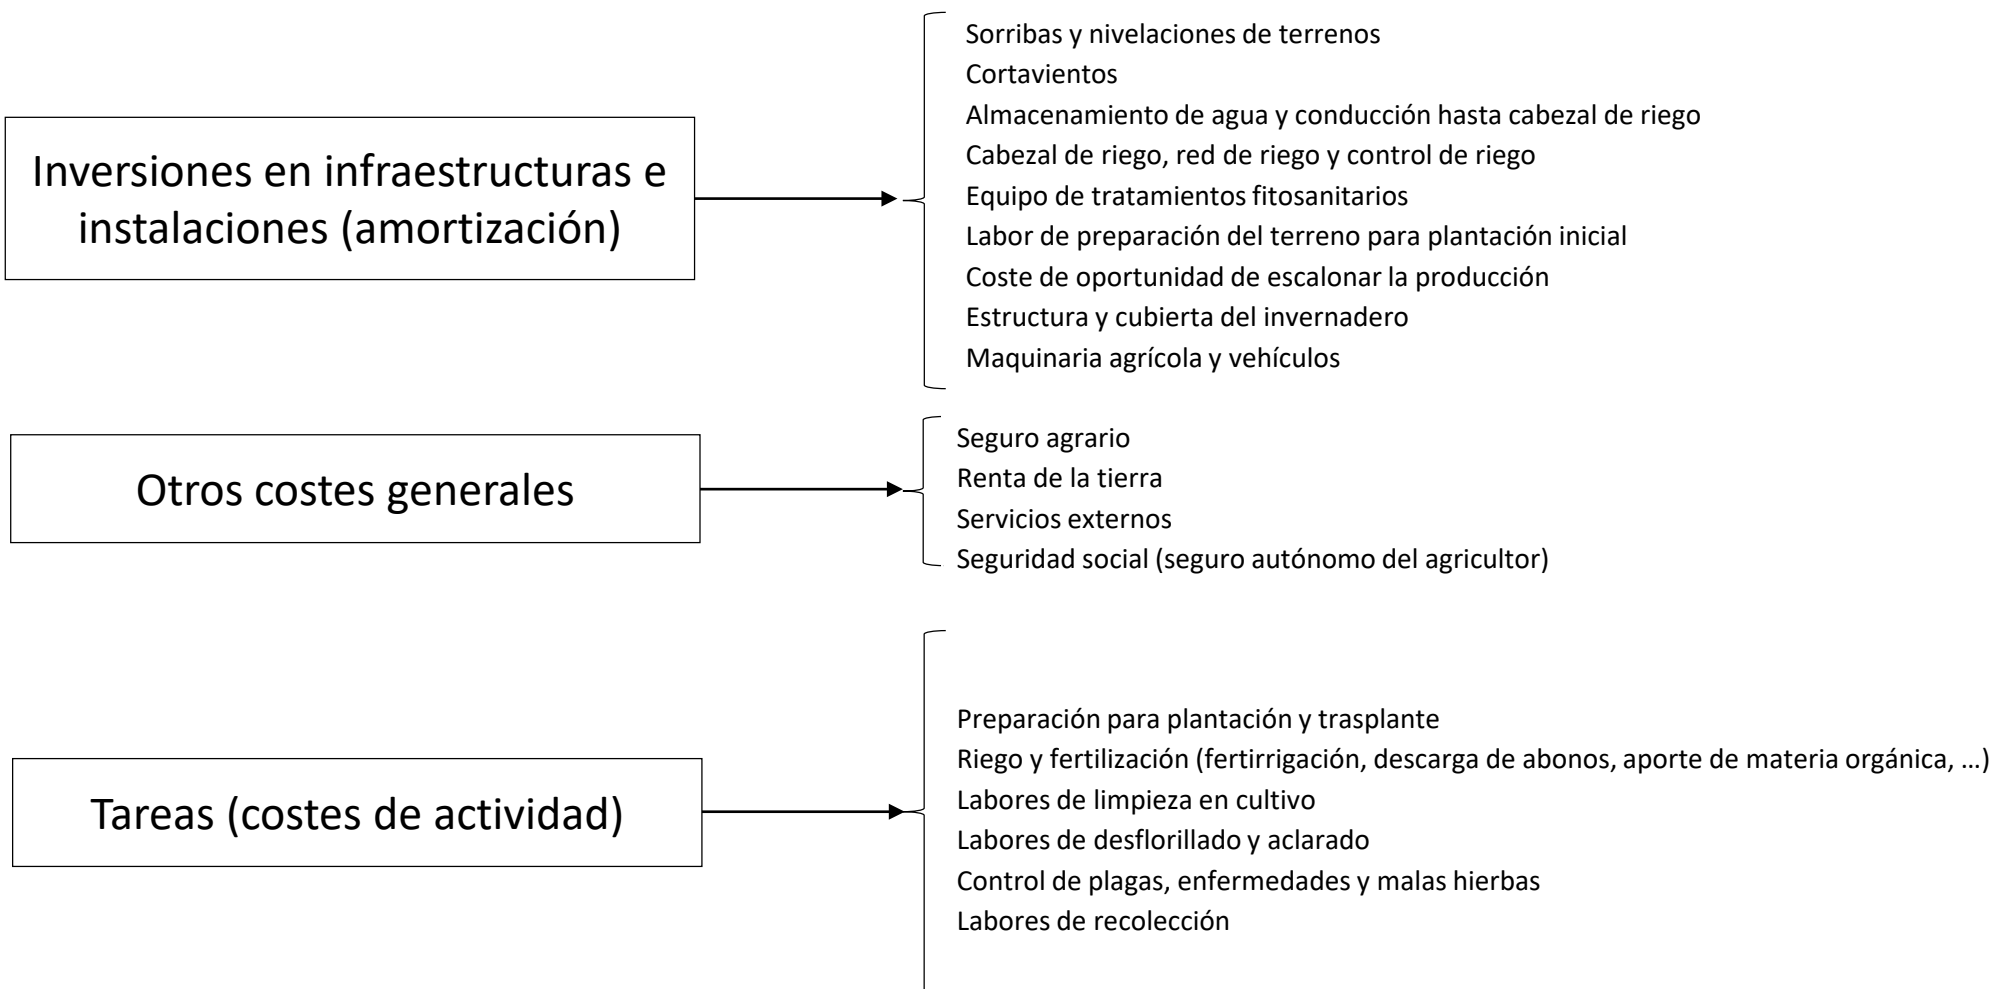 Inversiones en infraestructuras e
instalaciones (amortización)
Sorribas y nivelaciones de terrenos
Cortavientos
Almacenamiento de agua y conducción hasta cabezal de riego
Cabezal de riego, red de riego y control de riego
Equipo de tratamientos fitosanitarios
Labor de preparación del terreno para plantación inicial
Coste de oportunidad de escalonar la producción
Estructura y cubierta del invernadero
Maquinaria agrícola y vehículos
Otros costes generales
Seguro agrario
Renta de la tierra
Servicios externos
Seguridad social (seguro autónomo del agricultor)
Tareas (costes de actividad)
Preparación para plantación y trasplante
Riego y fertilización (fertirrigación, descarga de abonos, aporte de materia orgánica, …)
Labores de limpieza en cultivo
Labores de desflorillado y aclarado
Control de plagas, enfermedades y malas hierbas
Labores de recolección